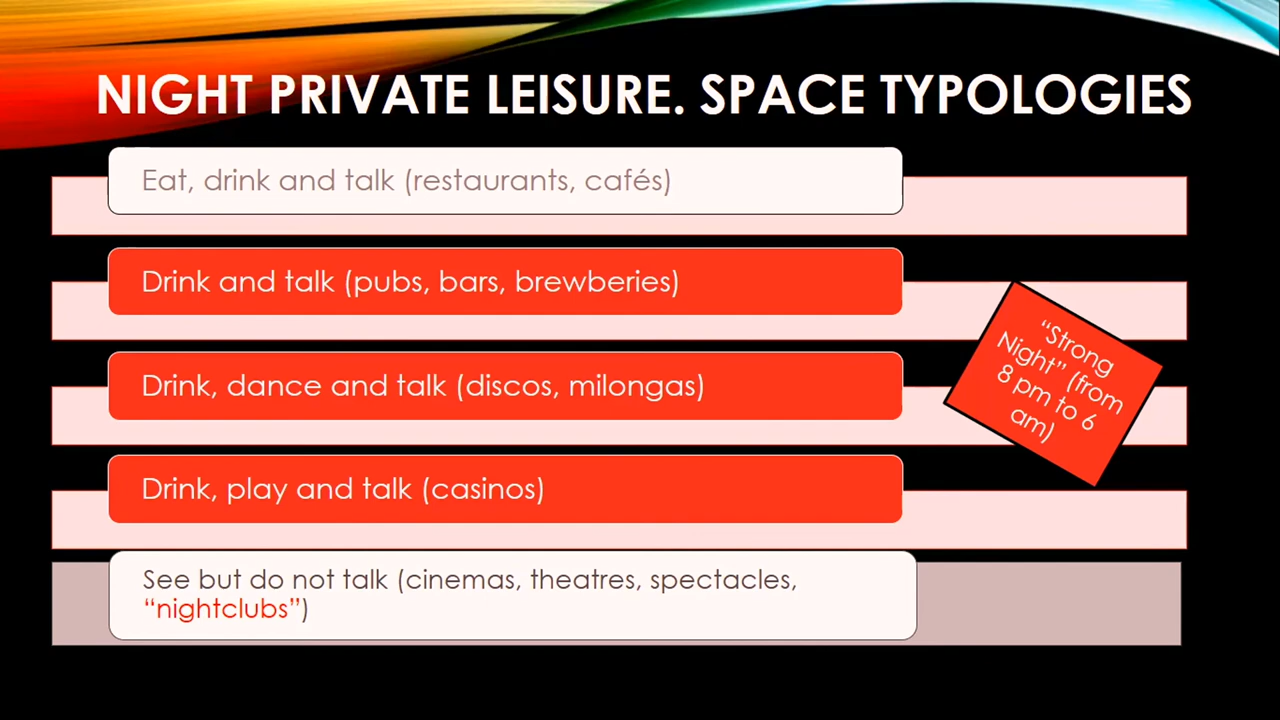 NIGHT PRIVATE LEISURE. SPACE TYPOLOGIES
Eat, drink and talk (restaurants, cafés)
Drink and talk (pubs, bars, brewberies)
Drink, dance and talk (discos, milongas)
Drink, play and talk (casinos)
See but do not talk (cinemas, theatres, spectacles,
“nightclubs”)
“Strong
Night” (from
8 pm to 6
am)